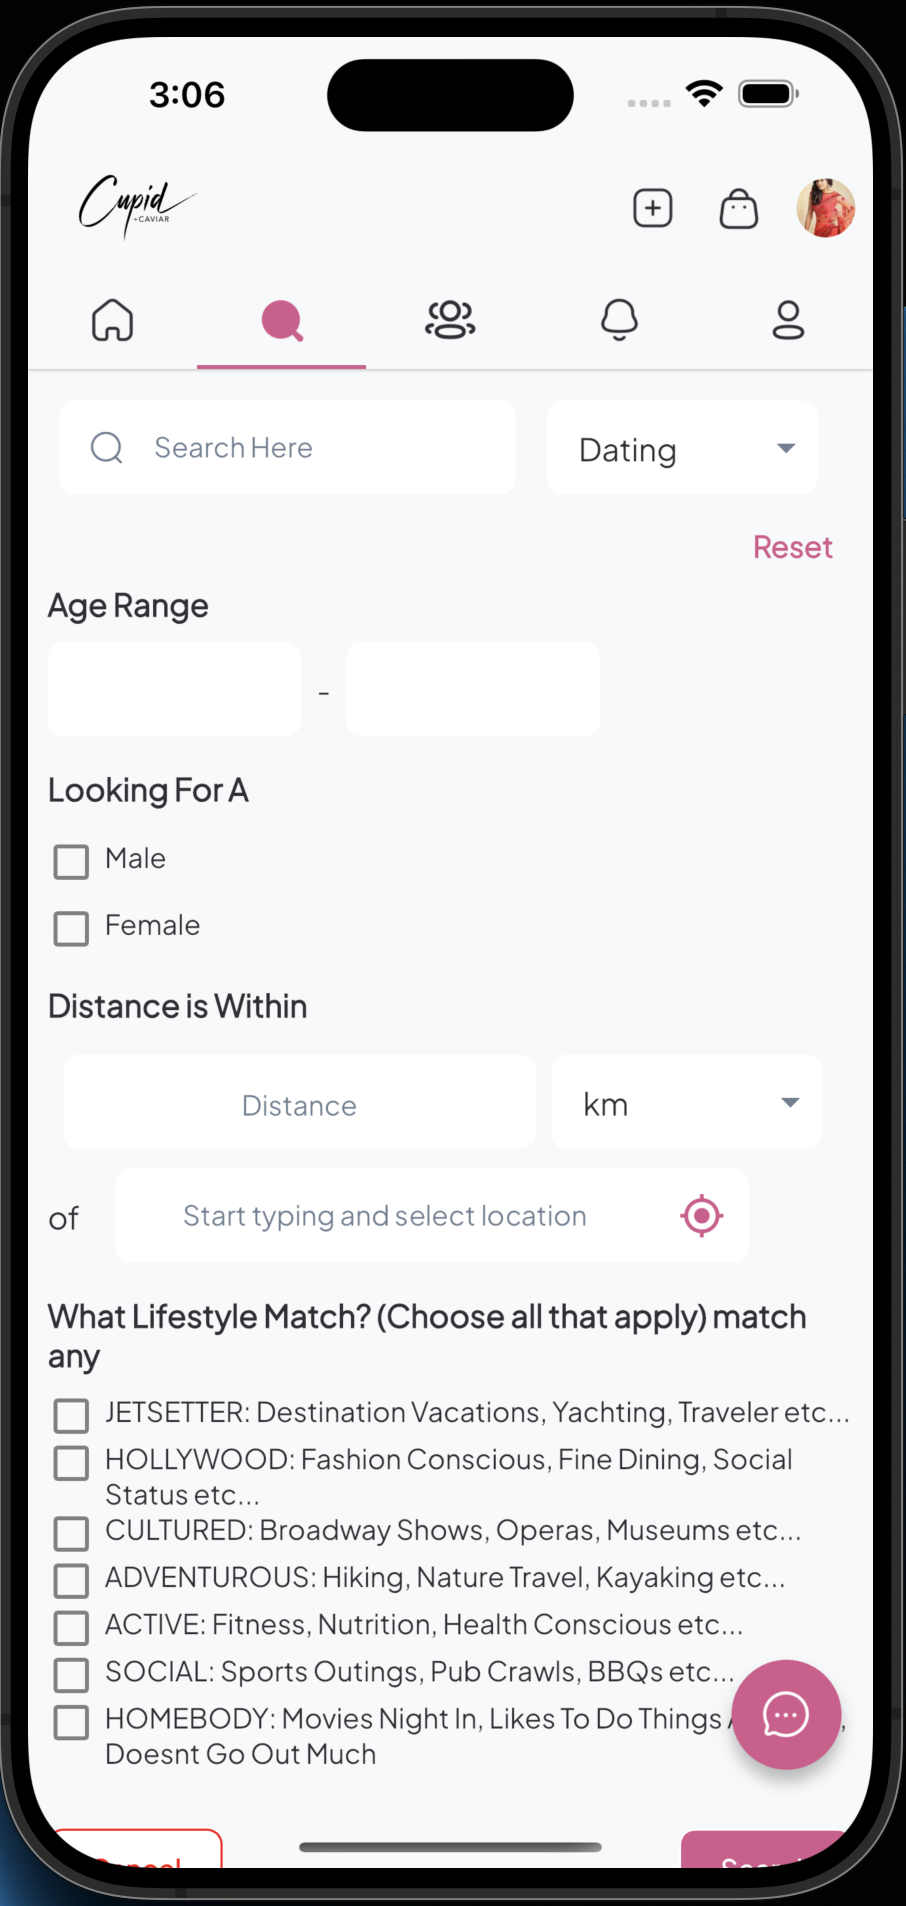 3:06
Cupid
+CAVIAR
Search Here
Dating
Reset
Age Range
-
Looking For A
Male
Female
Distance is Within
Distance
km
of
Start typing and select location
What Lifestyle Match? (Choose all that apply) match
any
JETSETTER: Destination Vacations, Yachting, Traveler etc...
HOLLYWOOD: Fashion Conscious, Fine Dining, Social
Status etc...
CULTURED: Broadway Shows, Operas, Museums etc...
ADVENTUROUS: Hiking, Nature Travel, Kayaking etc...
ACTIVE: Fitness, Nutrition, Health Conscious etc...
SOCIAL: Sports Outings, Pub Crawls, BBQs etc...
HOMEBODY: Movies Night In, Likes To Do Things
Doesnt Go Out Much
Cancel